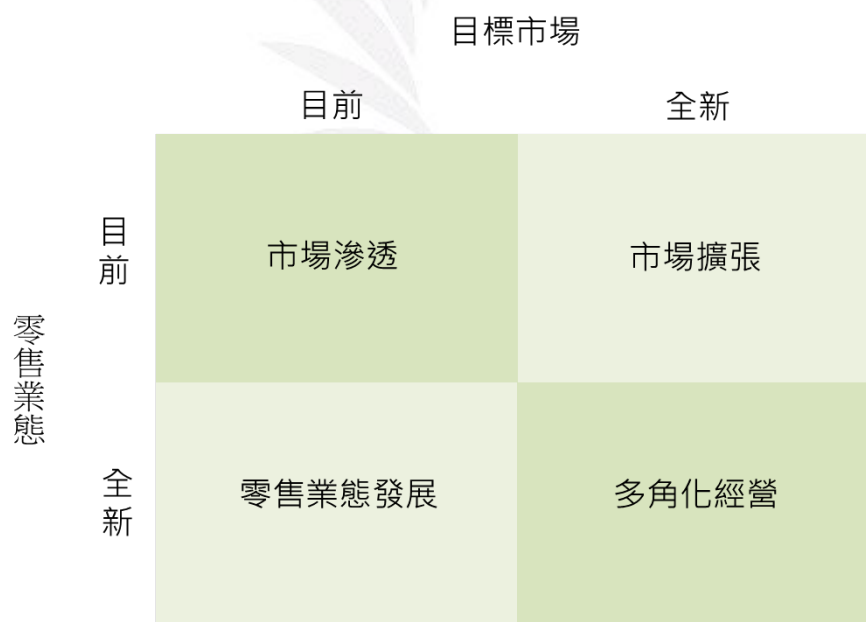 目標市場
目前
全新
零售業態
目前
市場滲透
市場擴張
全新
零售業態發展
多角化經營